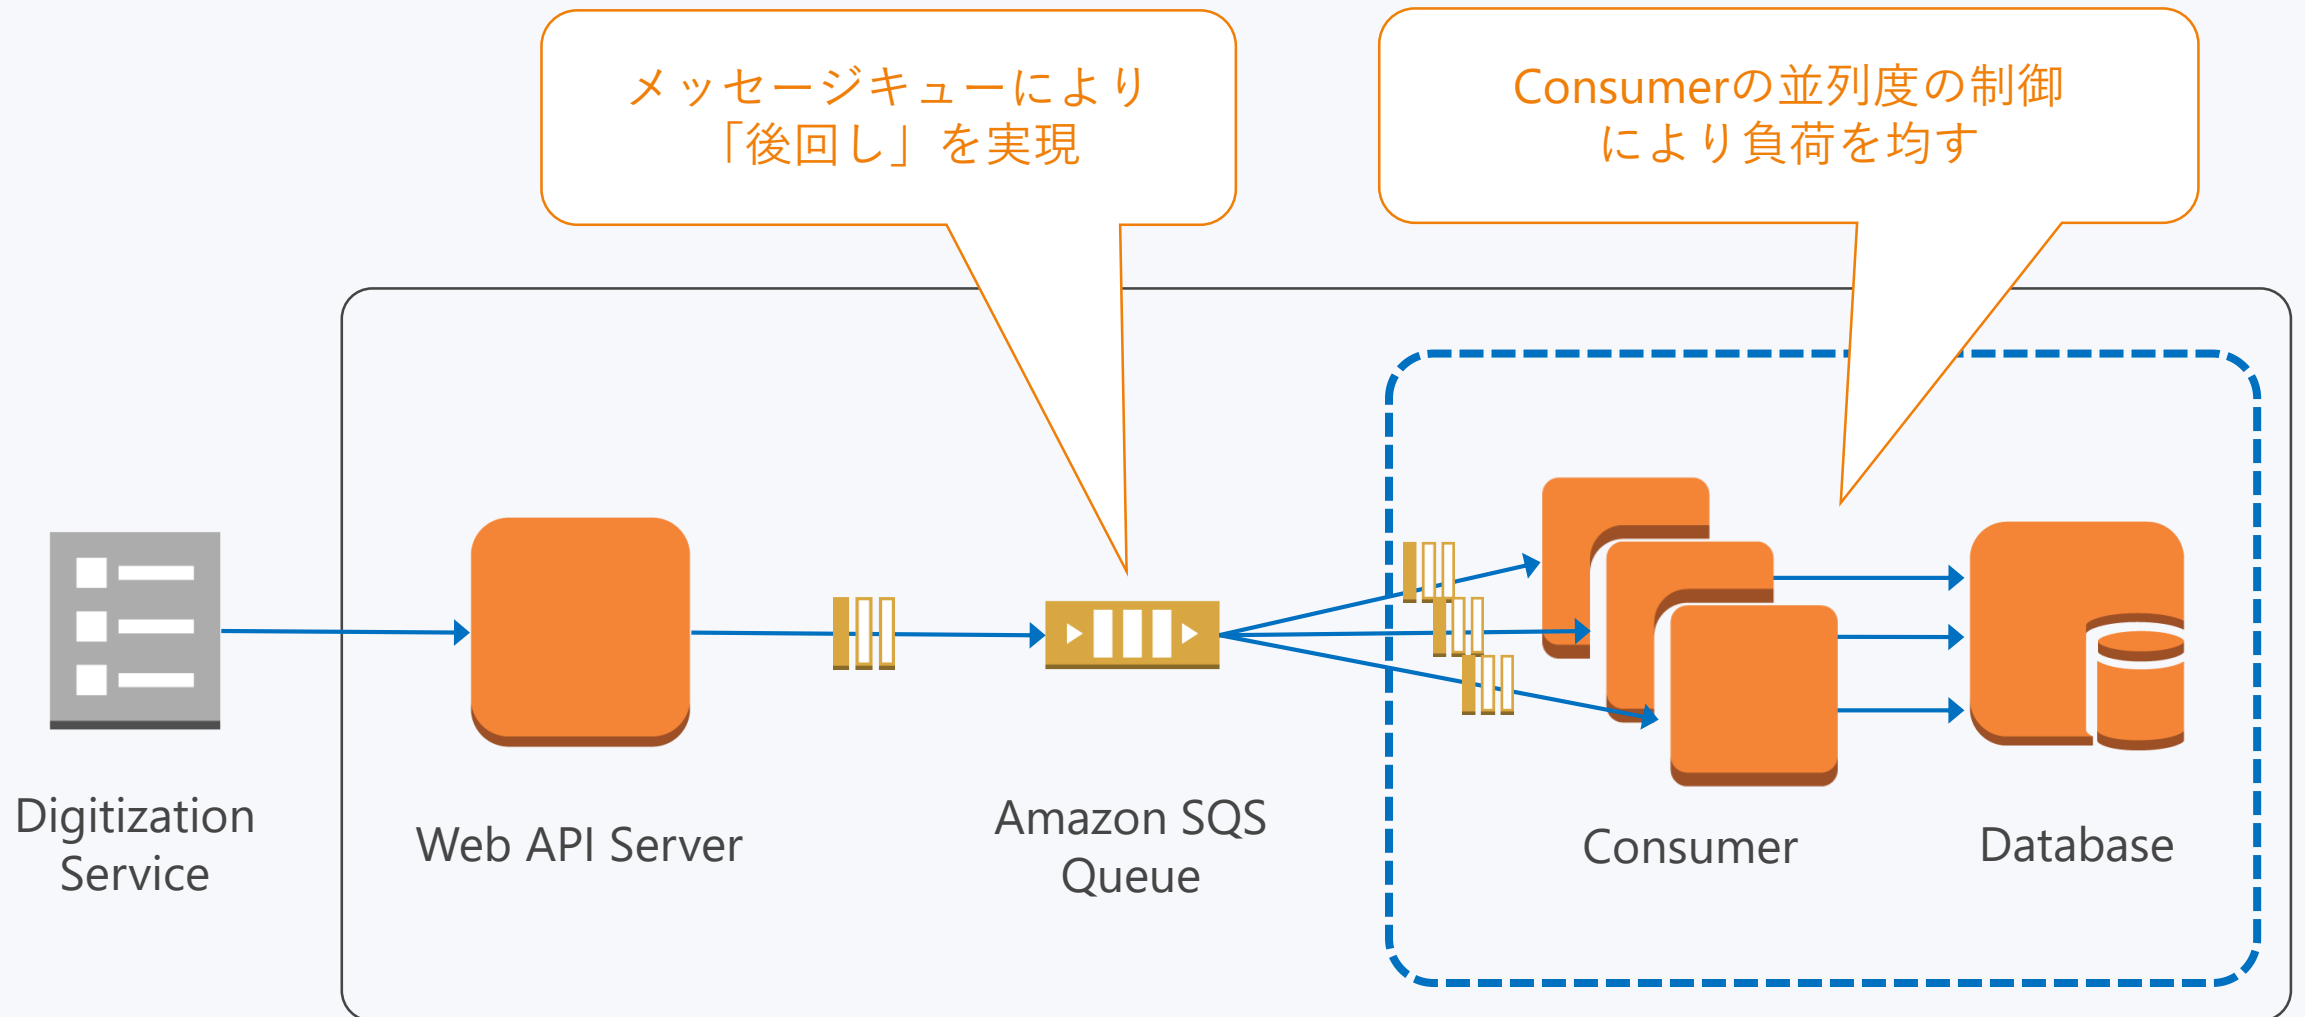 メッセージキューにより
「後回し」を実現
Consumerの並列度の制御
により負荷を均す
Digitization
Service
Web API Server
Amazon SQS
Queue
Consumer
Database